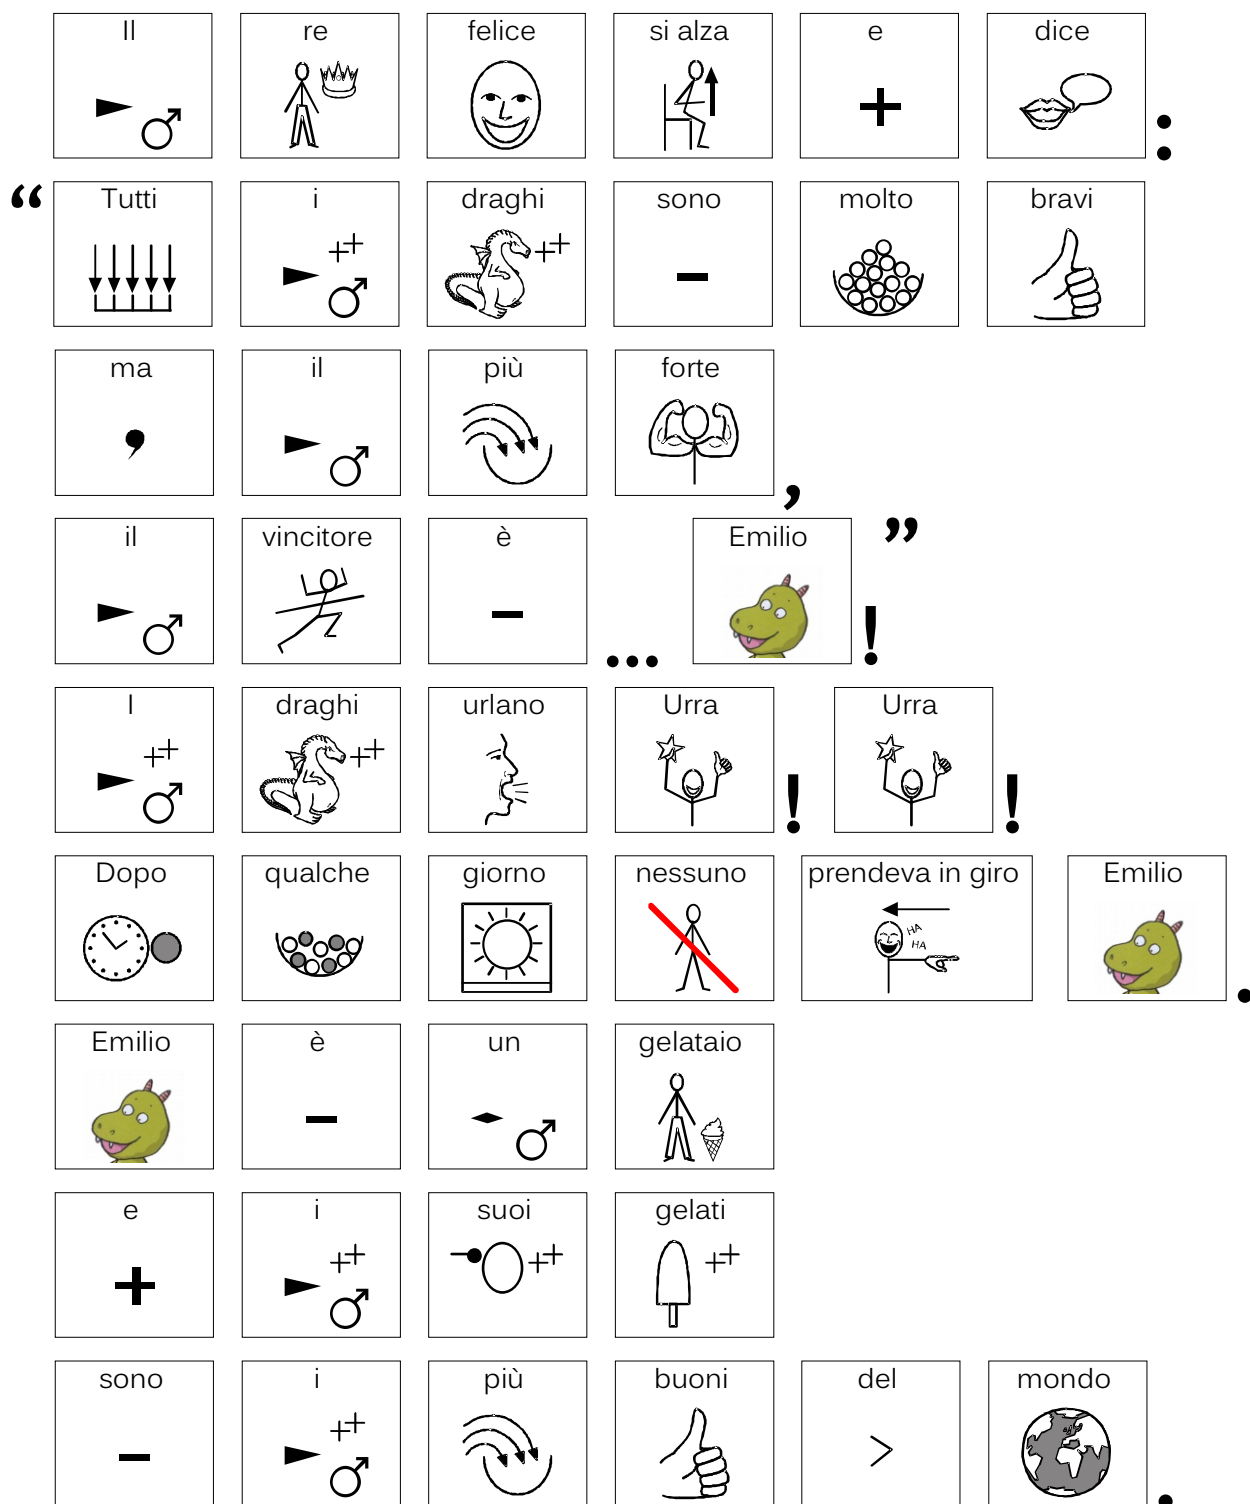 Il re felice si alza e dice :
“ Tutti i draghi sono molto bravi
ma il più forte ,
il vincitore è ... Emilio ” !
I draghi urlano Urra ! Urra !
Dopo qualche giorno nessuno prendeva in giro Emilio .
HA
HA
Emilio è un gelataio
e i suoi gelati
sono i più buoni del mondo .